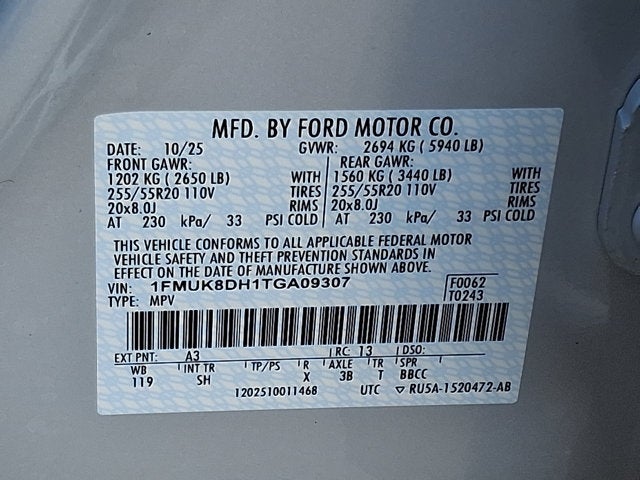 MFD. BY FORD MOTOR CO.
DATE: 10/25 GVWR: 2694 KG ( 5940 LB)
FRONT GAWR: REAR GAWR:
1202 KG ( 2650 LB) WITH 1560 KG ( 3440 LB) WITH
255/55R20 110V TIRES 255/55R20 110V TIRES
20x8.0J RIMS 20x8.0J RIMS
AT 230 kPa/ 33 PSI COLD AT 230 kPa/ 33 PSI COLD
THIS VEHICLE CONFORMS TO ALL APPLICABLE FEDERAL MOTOR
VEHICLE SAFETY AND THEFT PREVENTION STANDARDS IN
EFFECT ON THE DATE OF MANUFACTURE SHOWN ABOVE.
VIN: 1FMUK8DH1TGA09307 F0062
TYPE: MPV T0243
EXT PNT: A3 RC: 13 DSO:
WB INT TR TP/PS R AXLE TR SPR
119 SH X 3B T BBCC
1202510011468 UTC ▽ RU5A-1520472-AB